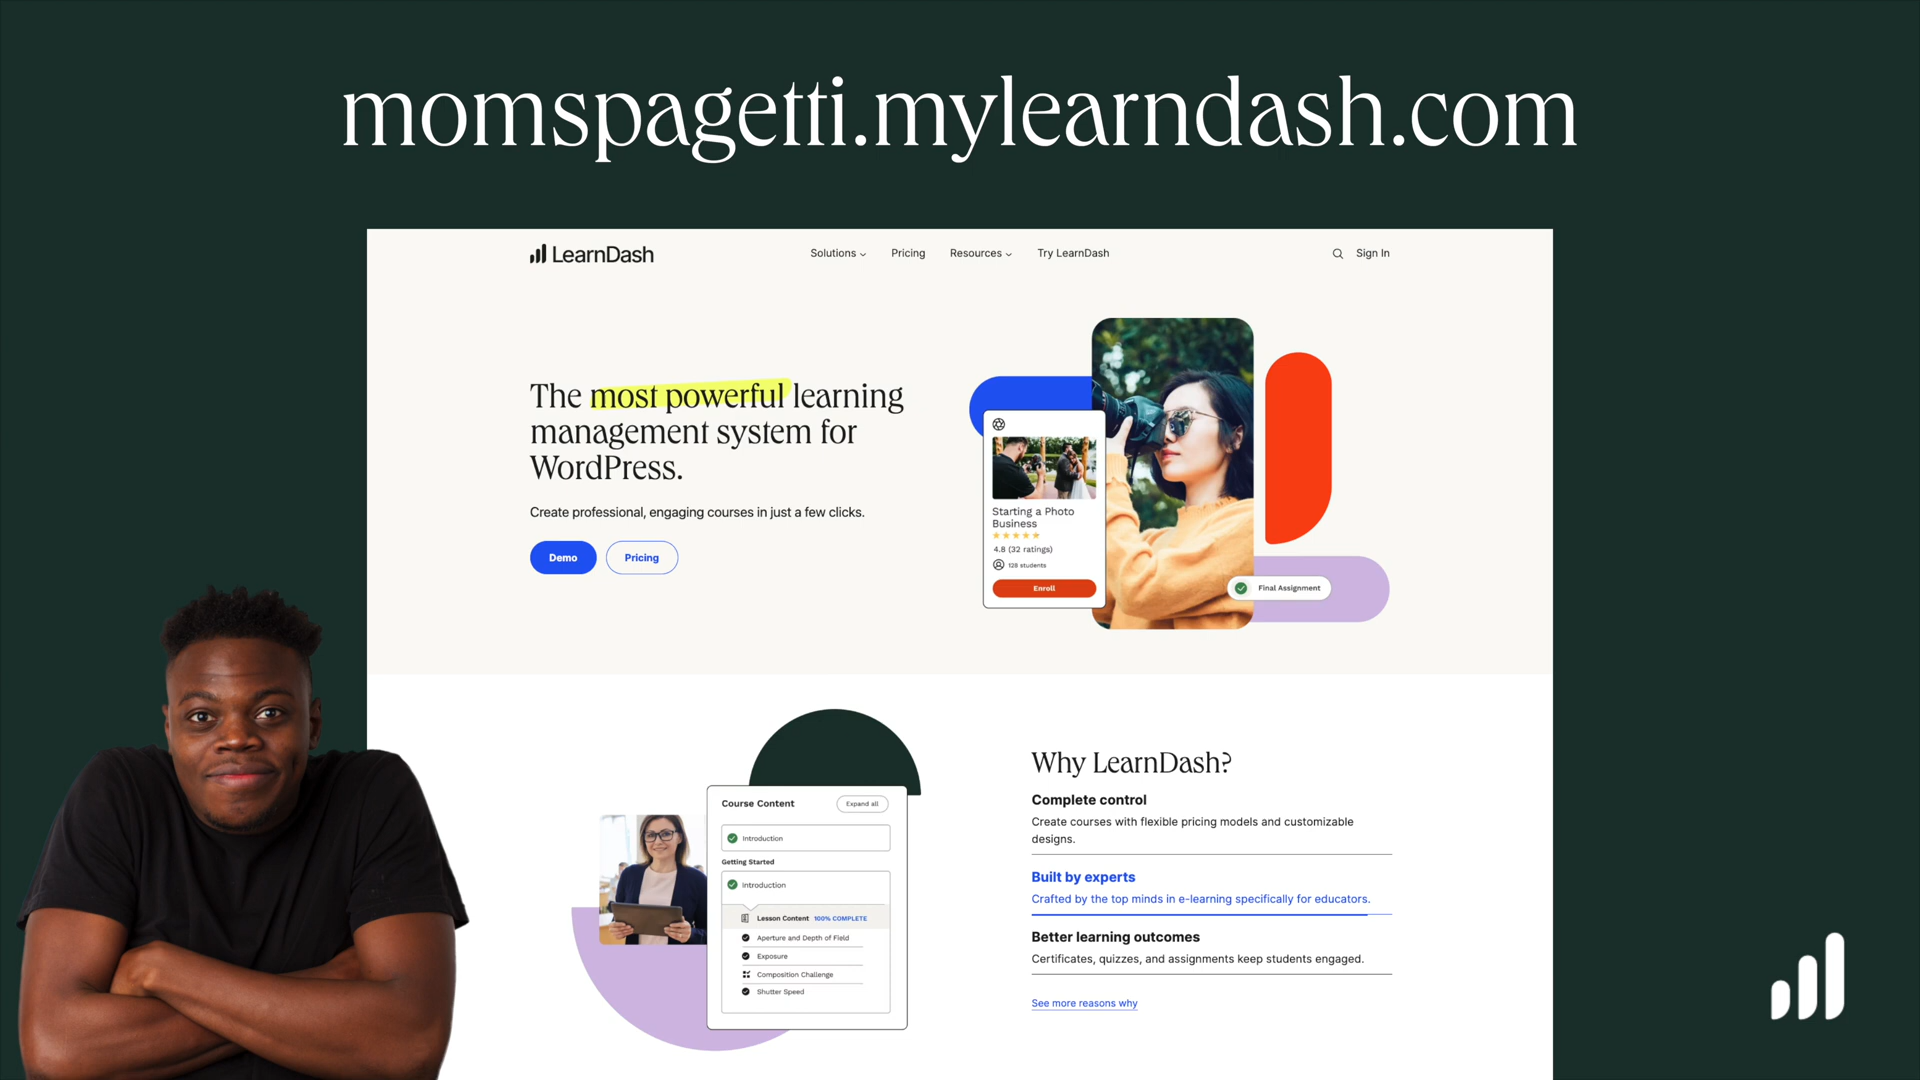 momspagetti.mylearndash.com
LearnDash
Solutions
Pricing
Resources
Try LearnDash
Sign In
The most powerful learning
management system for
WordPress.
Create professional, engaging courses in just a few clicks.
Demo
Pricing
Starting a Photo
Business
4.8 (32 ratings)
128 students
Enroll
Final Assignment
Course Content
Expand all
Introduction
Getting Started
Introduction
Lesson Content 100% COMPLETE
Aperture and Depth of Field
Exposure
Composition Challenge
Shutter Speed
Why LearnDash?
Complete control
Create courses with flexible pricing models and customizable
designs.
Built by experts
Crafted by the top minds in e-learning specifically for educators.
Better learning outcomes
Certificates, quizzes, and assignments keep students engaged.
See more reasons why